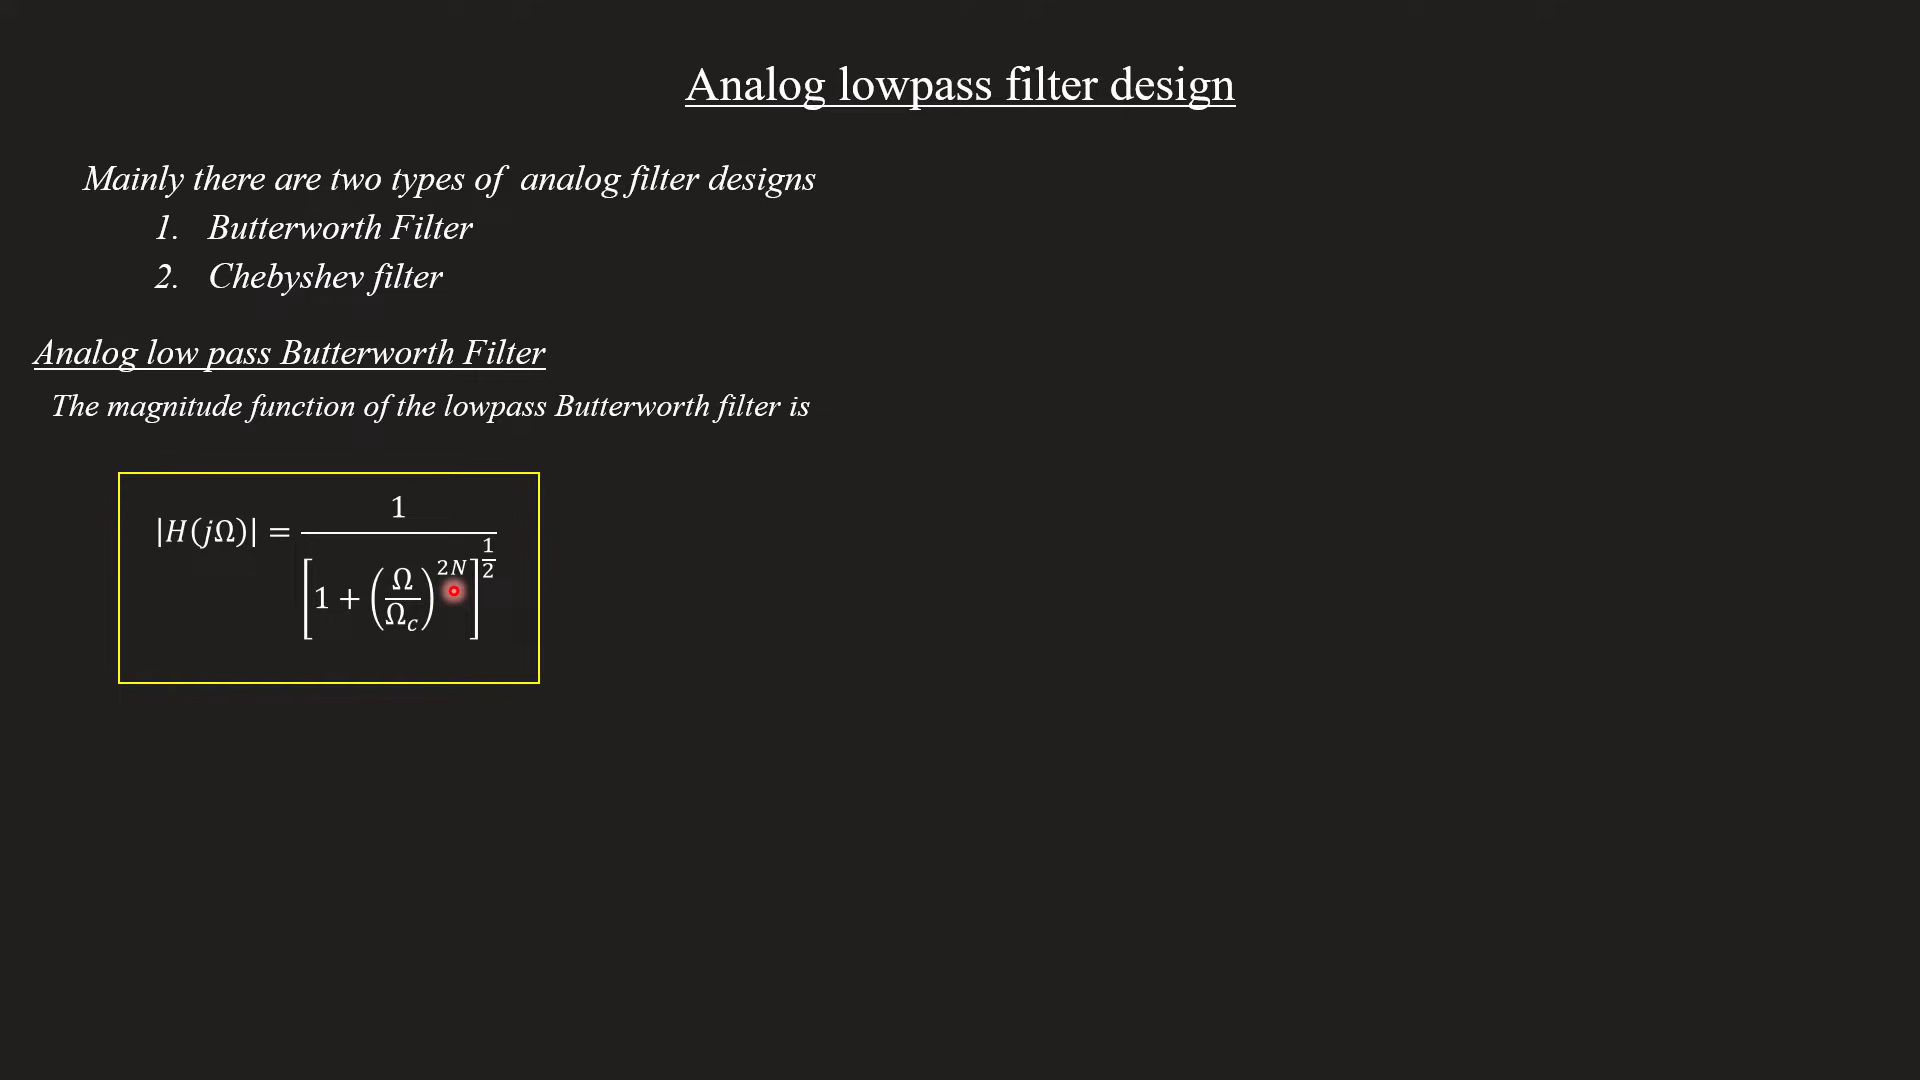 Analog lowpass filter design
Mainly there are two types of analog filter designs
1. Butterworth Filter
2. Chebyshev filter
Analog low pass Butterworth Filter
The magnitude function of the lowpass Butterworth filter is
|H(jΩ)| = 1 / [1 + (Ω/Ω_c)^{2N}]^{1/2}